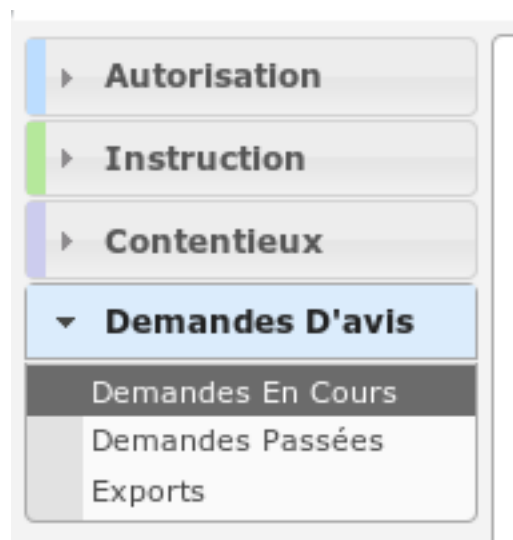 Autorisation
Instruction
Contentieux
Demandes D'avis
Demandes En Cours
Demandes Passées
Exports